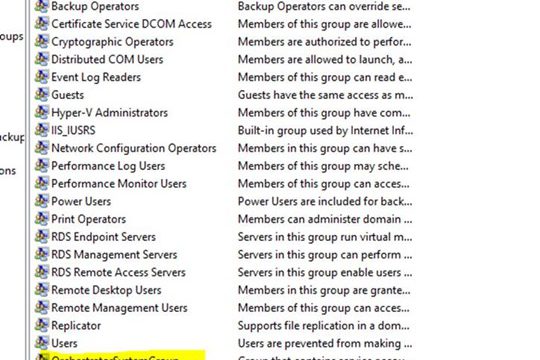 Backup Operators Backup Operators can override se...
Certificate Service DCOM Access Members of this group are allowe...
oups Cryptographic Operators Members are authorized to perfor...
Distributed COM Users Members are allowed to launch, a...
Event Log Readers Members of this group can read e...
Guests Guests have the same access as m...
Hyper-V Administrators Members of this group have com...
ackup IIS_IUSRS Built-in group used by Internet Inf...
Network Configuration Operators Members in this group can have s...
ons Performance Log Users Members of this group may sche...
Performance Monitor Users Members of this group can acces...
Power Users Power Users are included for back...
Print Operators Members can administer domain ...
RDS Endpoint Servers Servers in this group run virtual m...
RDS Management Servers Servers in this group can perform ...
RDS Remote Access Servers Servers in this group enable users ...
Remote Desktop Users Members in this group are grante...
Remote Management Users Members of this group can acces...
Replicator Supports file replication in a dom...
Users Users are prevented from making ...
OrchestratorSystemGroup Group that contains service accou...